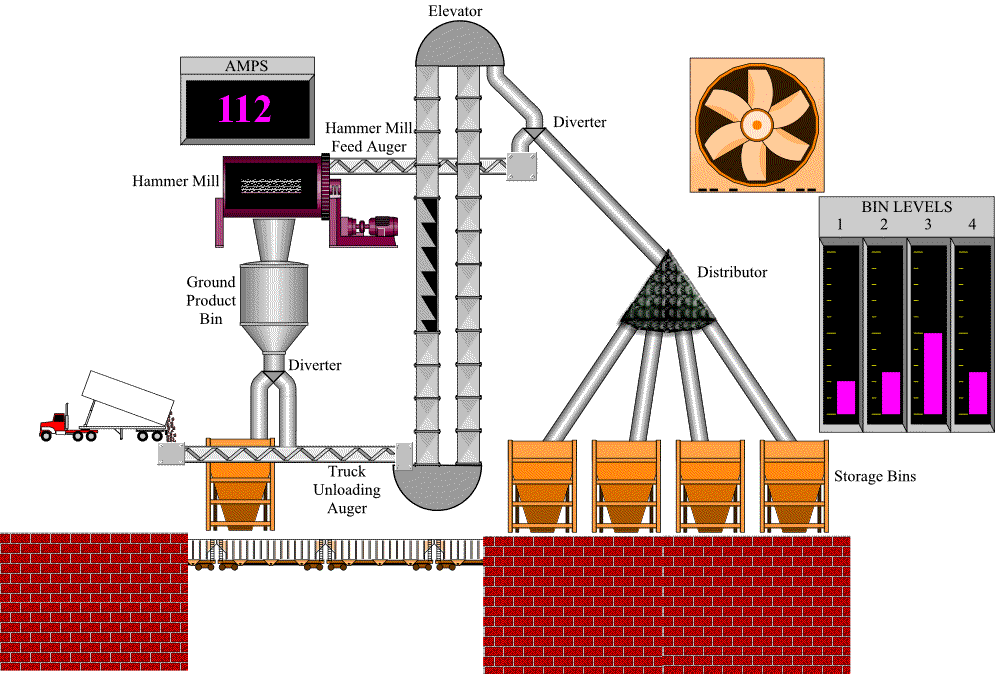 Elevator
AMPS
112
Hammer Mill
Feed Auger
Diverter
Hammer Mill
BIN LEVELS
1 2 3 4
Distributor
Ground
Product
Bin
Diverter
Truck
Unloading
Auger
Storage Bins